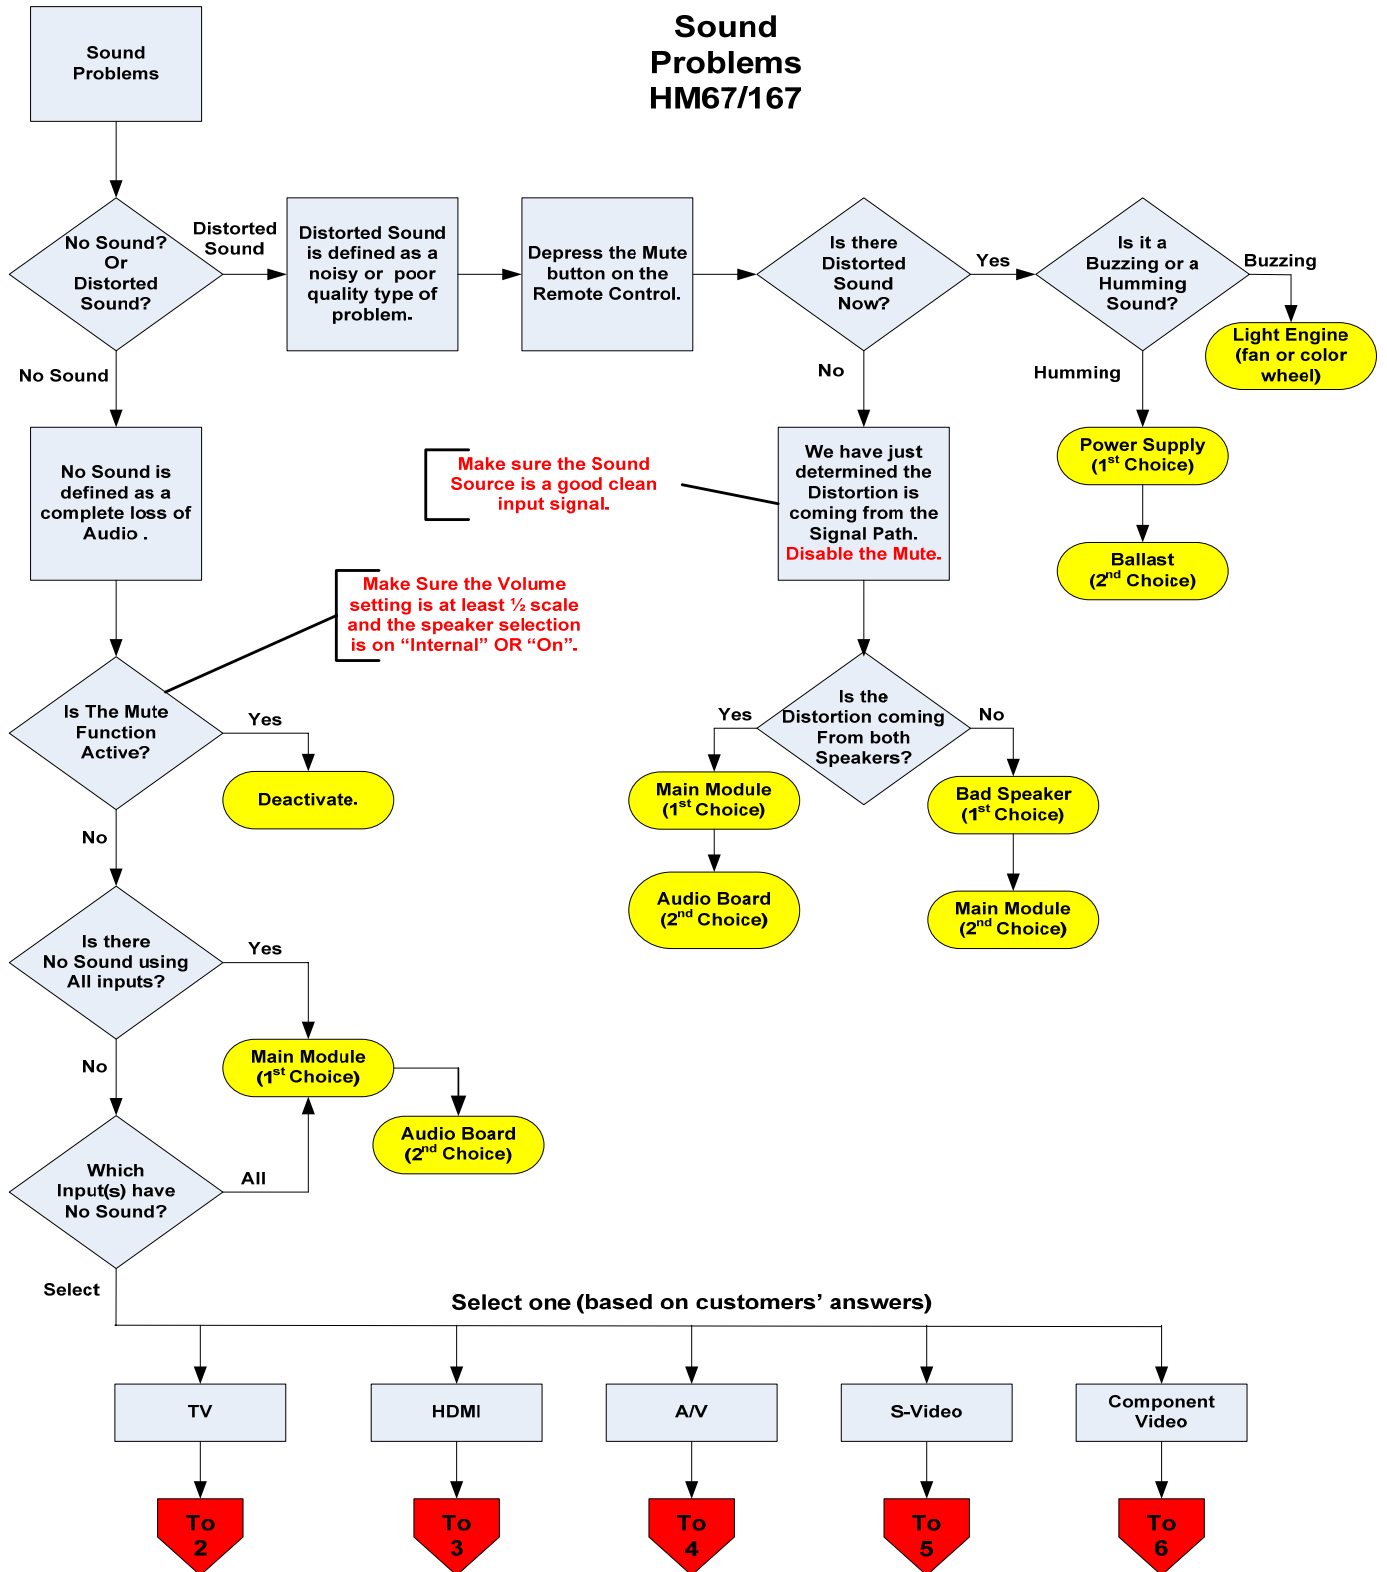 Sound
Problems
HM67/167
Sound
Problems
No Sound?
Or
Distorted
Sound?
Distorted
Sound
Distorted Sound
is defined as a
noisy or poor
quality type of
problem.
Depress the Mute
button on the
Remote Control.
Is there
Distorted
Sound
Now?
Yes
Is it a
Buzzing or a
Humming
Sound?
Buzzing
Light Engine
(fan or color
wheel)
Humming
Power Supply
(1st Choice)
Ballast
(2nd Choice)
No
We have just
determined the
Distortion is
coming from the
Signal Path.
Disable the Mute.
Make sure the Sound
Source is a good clean
input signal.
Is the
Distortion coming
From both
Speakers?
Yes
Main Module
(1st Choice)
Audio Board
(2nd Choice)
No
Bad Speaker
(1st Choice)
Main Module
(2nd Choice)
No Sound
No Sound is
defined as a
complete loss of
Audio .
Make Sure the Volume
setting is at least ½ scale
and the speaker selection
is on “Internal” OR “On”.
Is The Mute
Function
Active?
Yes
Deactivate.
No
Is there
No Sound using
All inputs?
Yes
Main Module
(1st Choice)
Audio Board
(2nd Choice)
No
Which
Input(s) have
No Sound?
All
Select
Select one (based on customers’ answers)
TV
HDMI
A/V
S-Video
Component
Video
To
2
To
3
To
4
To
5
To
6